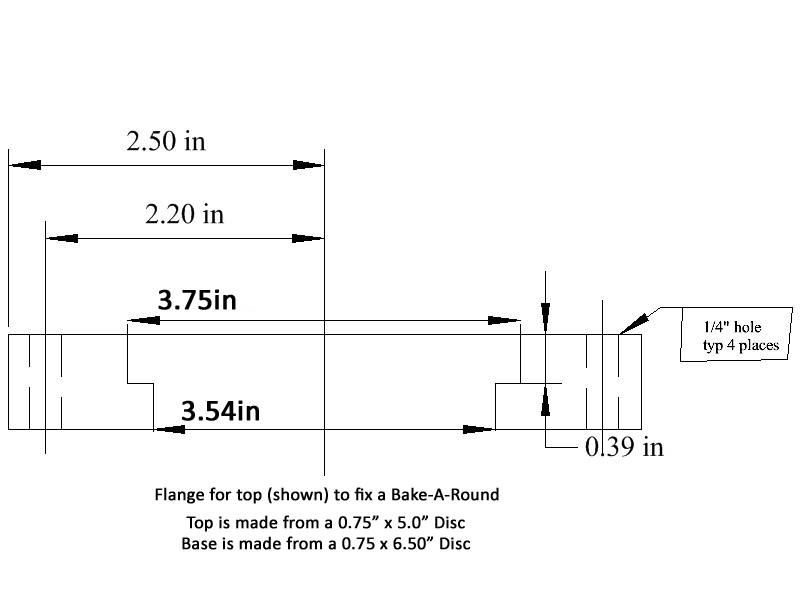 2.50 in
2.20 in
3.75in
1/4" hole
typ 4 places
3.54in
0.39 in
Flange for top (shown) to fix a Bake-A-Round
Top is made from a 0.75” x 5.0” Disc
Base is made from a 0.75 x 6.50” Disc